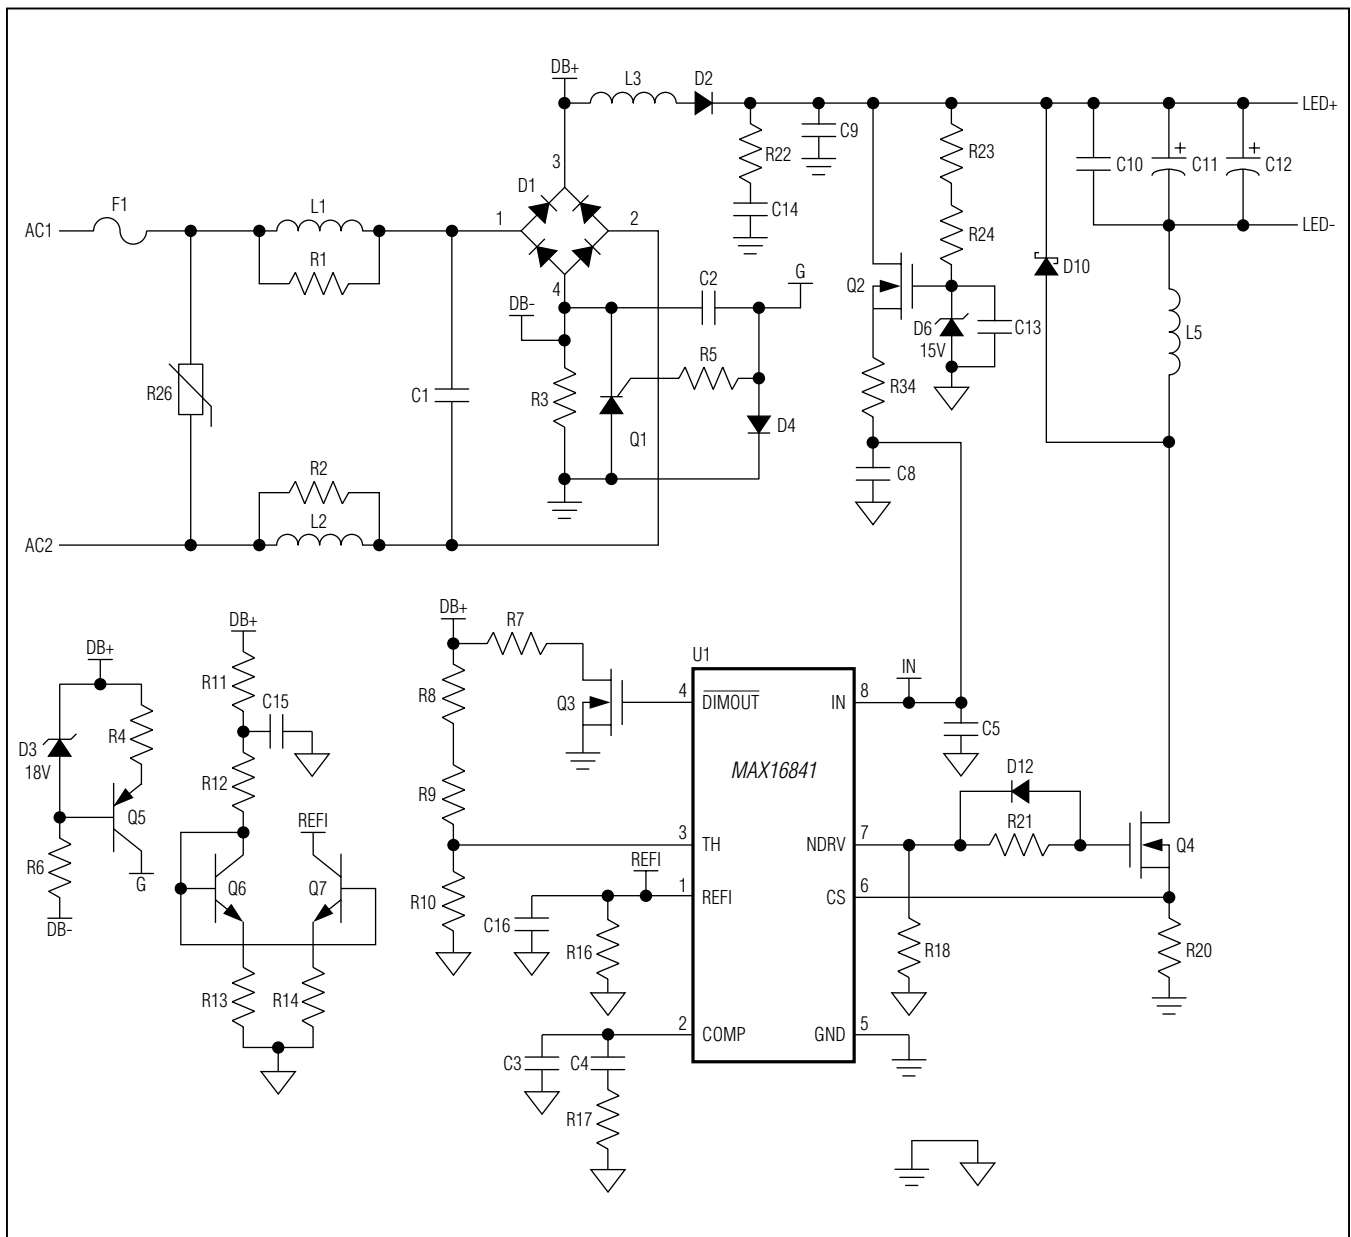 DB+
L3
D2
LED+
C9
R22
R23
C10
+
C11
+
C12
3
D1
F1
L1
1
2
C14
AC1
R24
LED-
R1
4
C2
G
Q2
D10
DB-
D6
15V
C13
L5
R5
R26
C1
R3
Q1
D4
R34
R2
C8
L2
AC2
DB+
DB+
R7
DB+
U1
IN
R11
C15
R8
Q3
4
DIMOUT
IN
8
R4
D3
18V
C5
R12
R9
MAX16841
D12
Q5
REFI
R21
3
TH
NDRV
7
Q4
R6
G
Q6
Q7
REFI
1
REFI
CS
6
R10
DB-
C16
R16
R18
R20
R13
R14
2
COMP
GND
5
C3
C4
R17